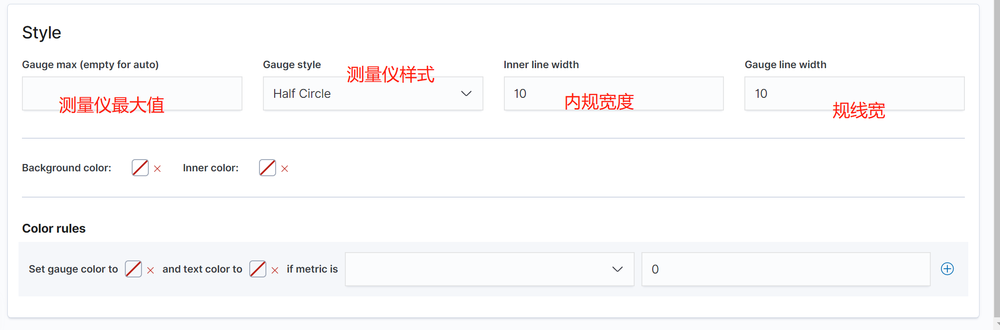 Style
Gauge max (empty for auto)
Gauge style
Inner line width
Gauge line width
测量仪样式
Half Circle
10
10
测量仪最大值
内规宽度
规线宽
Background color:
Inner color:
Color rules
Set gauge color to
and text color to
if metric is
0